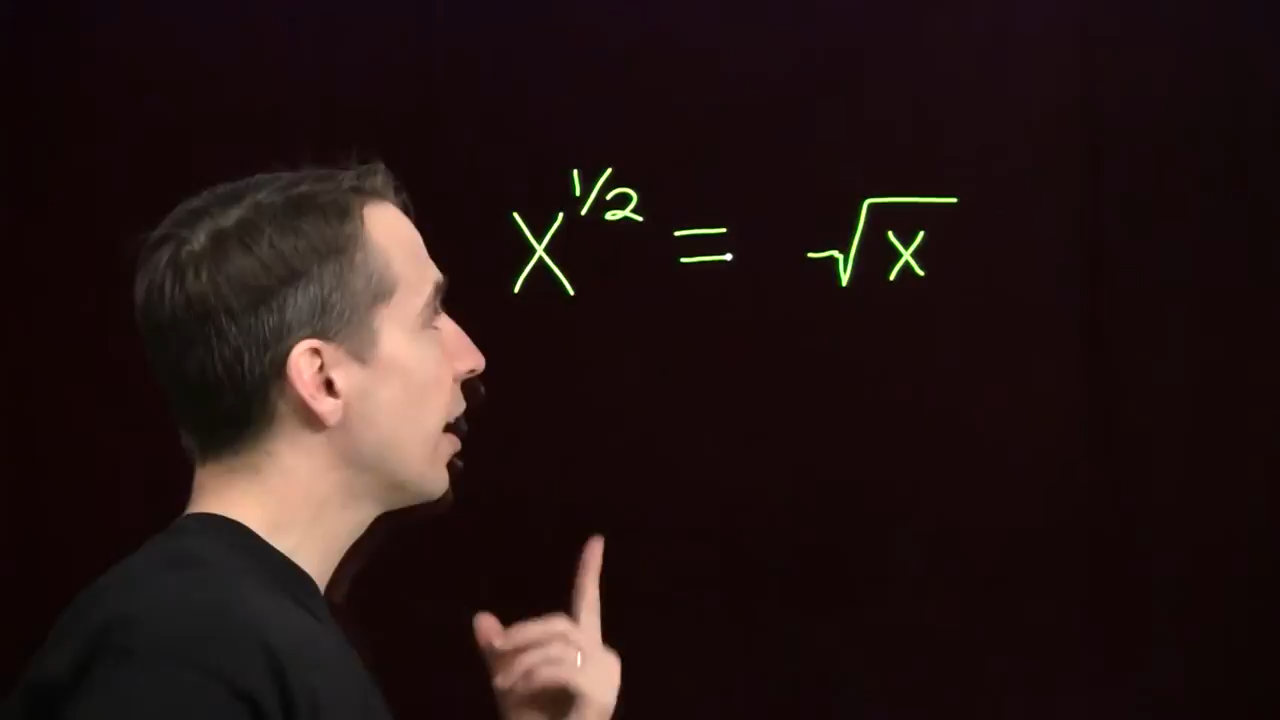 x^{1/2} = √x